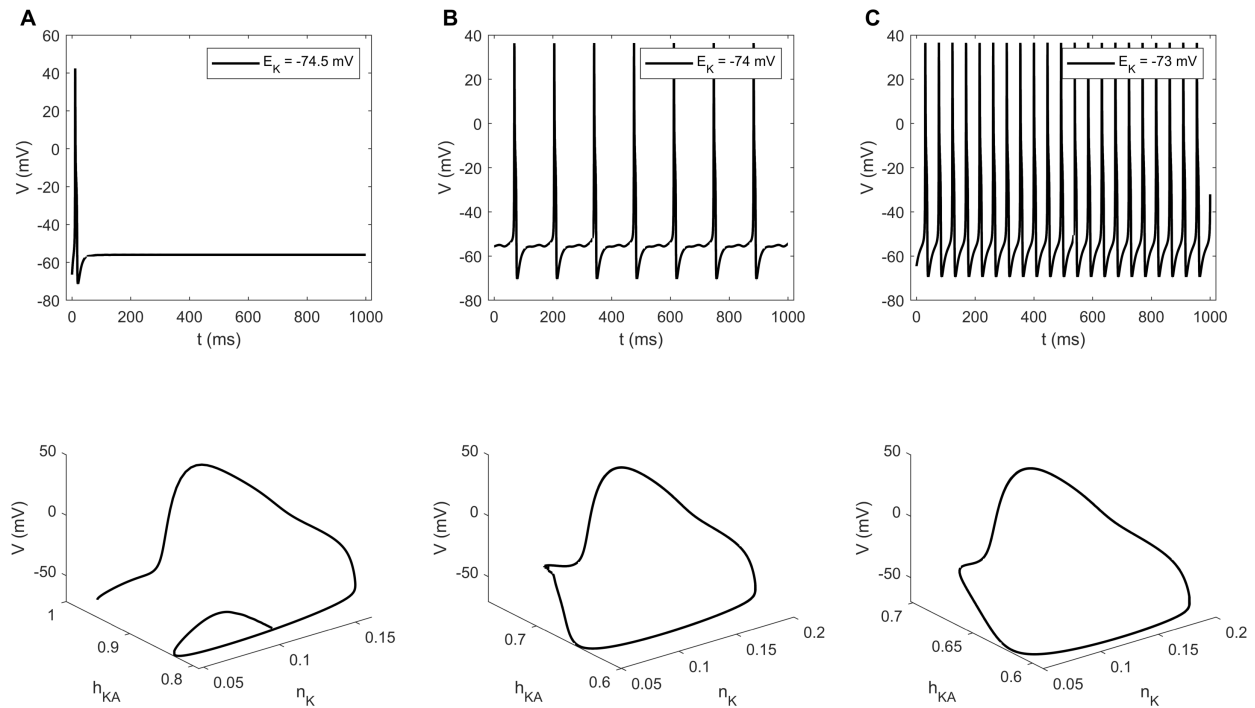 A
B
C
60
40
20
0
-20
-40
-60
-80
V (mV)
E_K = -74.5 mV
0 200 400 600 800 1000
t (ms)
40
20
0
-20
-40
-60
-80
V (mV)
E_K = -74 mV
0 200 400 600 800 1000
t (ms)
40
20
0
-20
-40
-60
-80
V (mV)
E_K = -73 mV
0 200 400 600 800 1000
t (ms)
50
0
-50
V (mV)
1
0.9
0.8
h_KA
0.05
0.1
0.15
n_K
50
0
-50
V (mV)
0.7
0.6
h_KA
0.05
0.1
0.15
0.2
n_K
50
0
-50
V (mV)
0.7
0.65
0.6
h_KA
0.05
0.1
0.15
0.2
n_K